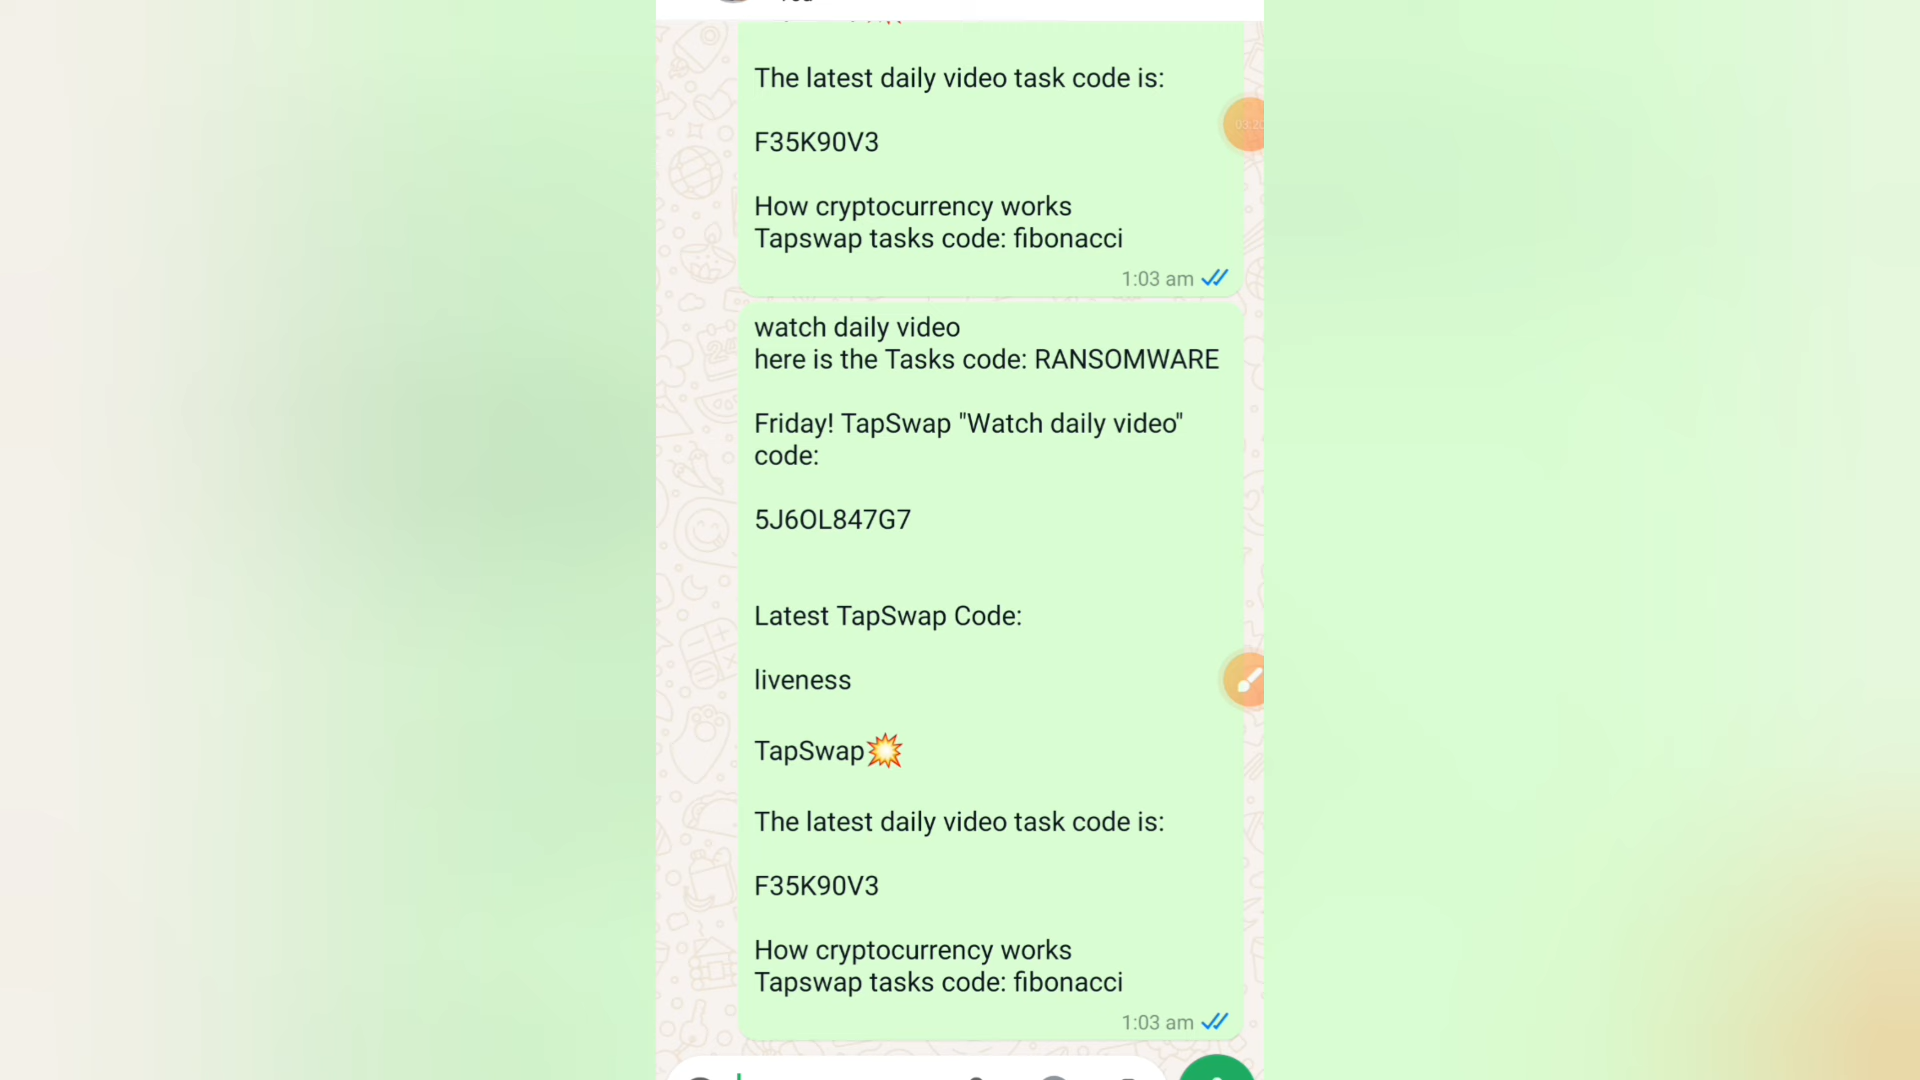 The latest daily video task code is:
F35K90V3
How cryptocurrency works
Tapswap tasks code: fibonacci
1:03 am
watch daily video
here is the Tasks code: RANSOMWARE
Friday! TapSwap "Watch daily video"
code:
5J6OL847G7
Latest TapSwap Code:
liveness
TapSwap💥
The latest daily video task code is:
F35K90V3
How cryptocurrency works
Tapswap tasks code: fibonacci
1:03 am